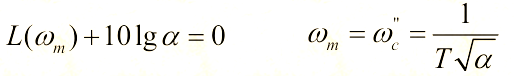 L(ω_m) + 10 lg α = 0    ω_m = ω_c'' = 1/(T√α)